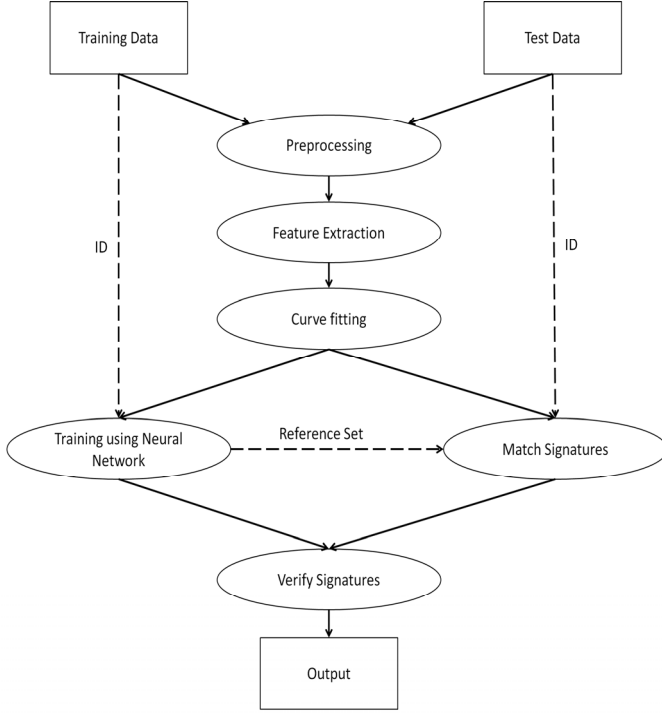 Training Data
Test Data
Preprocessing
Feature Extraction
ID
ID
Curve fitting
Training using Neural
Network
Reference Set
Match Signatures
Verify Signatures
Output